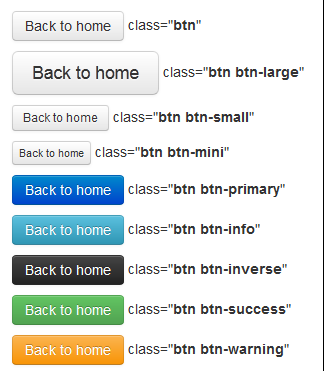 Back to home class="btn"
Back to home class="btn btn-large"
Back to home class="btn btn-small"
Back to home class="btn btn-mini"
Back to home class="btn btn-primary"
Back to home class="btn btn-info"
Back to home class="btn btn-inverse"
Back to home class="btn btn-success"
Back to home class="btn btn-warning"